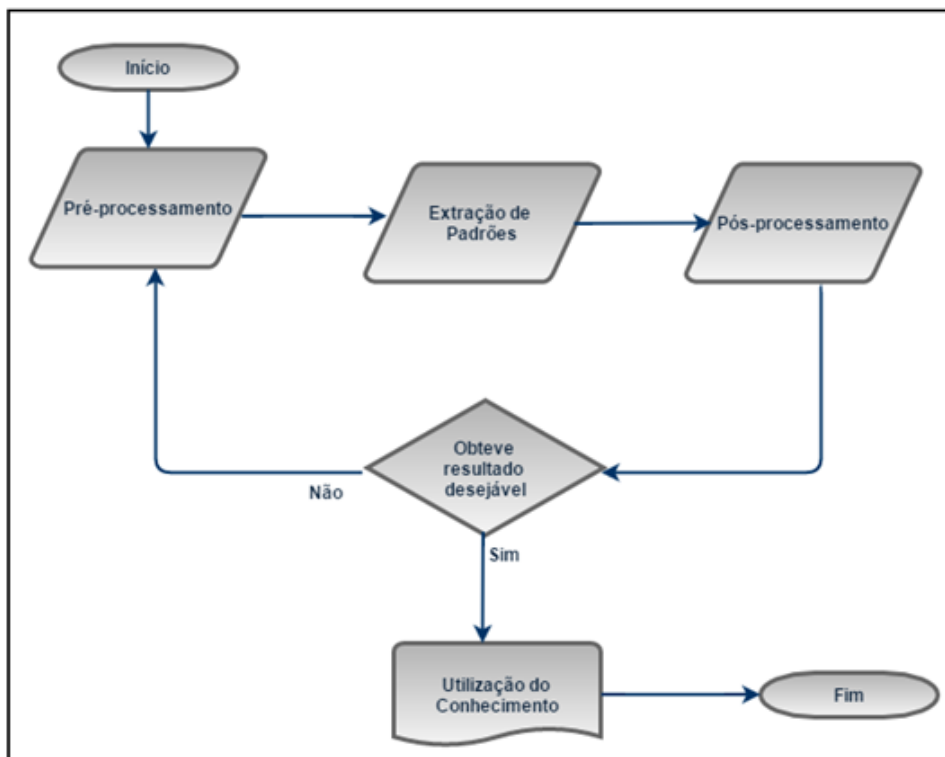 Início
Pré-processamento
Extração de
Padrões
Pós-processamento
Obteve
resultado
desejável
Não
Sim
Utilização do
Conhecimento
Fim